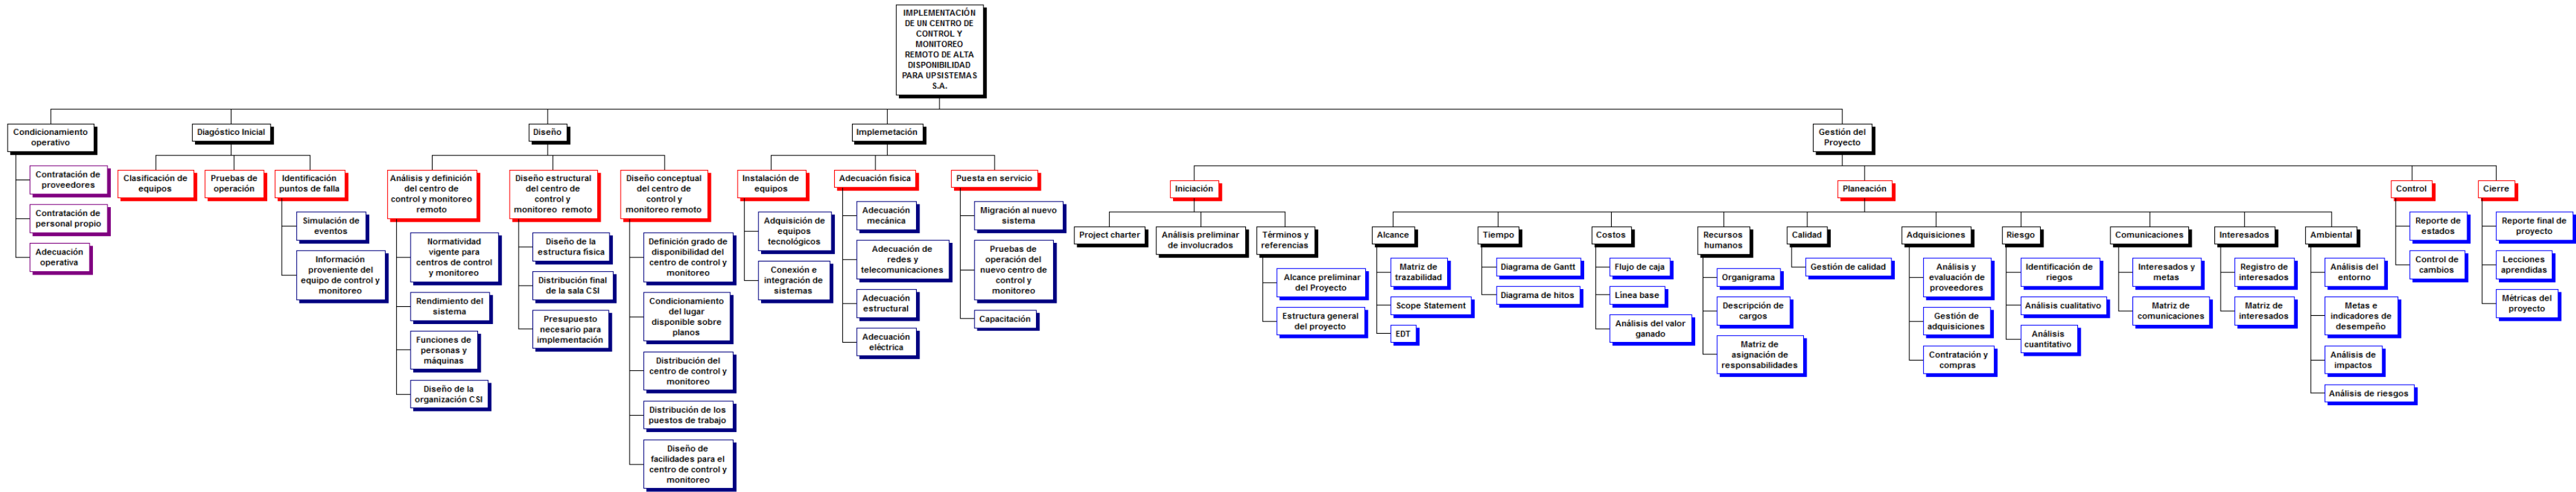 IMPLEMENTACIÓN
DE UN CENTRO DE
CONTROL Y
MONITOREO
REMOTO DE ALTA
DISPONIBILIDAD
PARA UPSISTEMAS
S.A.
Condicionamiento
operativo
Contratación de
proveedores
Contratación de
personal propio
Adecuación
operativa
Diagóstico Inicial
Clasificación de
equipos
Pruebas de
operación
Identificación
puntos de falla
Simulación de
eventos
Información
proveniente del
equipo de control y
monitoreo
Diseño
Análisis y definición
del centro de
control y monitoreo
remoto
Normatividad
vigente para
centros de control
y monitoreo
Rendimiento del
sistema
Funciones de
personas y
máquinas
Diseño de la
organización CSI
Diseño estructural
del centro de
control y
monitoreo remoto
Diseño de la
estructura física
Distribución final
de la sala CSI
Presupuesto
necesario para
implementación
Diseño conceptual
del centro de
control y
monitoreo remoto
Definición grado de
disponibilidad del
centro de control y
monitoreo
Condicionamiento
del lugar
disponible sobre
planos
Distribución del
centro de control y
monitoreo
Distribución de los
puestos de trabajo
Diseño de
facilidades para el
centro de control y
monitoreo
Implemetación
Instalación de
equipos
Adquisición de
equipos
tecnológicos
Conexión e
integración de
sistemas
Adecuación física
Adecuación
mecánica
Adecuación de
redes y
telecomunicaciones
Adecuación
estructural
Adecuación
eléctrica
Puesta en servicio
Migración al nuevo
sistema
Pruebas de
operación del
nuevo centro de
control y
monitoreo
Capacitación
Gestión del
Proyecto
Iniciación
Project charter
Análisis preliminar
de involucrados
Términos y
referencias
Alcance preliminar
del Proyecto
Estructura general
del proyecto
Planeación
Alcance
Matriz de
trazabilidad
Scope Statement
EDT
Tiempo
Diagrama de Gantt
Diagrama de hitos
Costos
Flujo de caja
Línea base
Análisis del valor
ganado
Recursos
humanos
Organigrama
Descripción de
cargos
Matriz de
asignación de
responsabilidades
Calidad
Gestión de calidad
Adquisiciones
Análisis y
evaluación de
proveedores
Gestión de
adquisiciones
Contratación y
compras
Riesgo
Identificación de
riegos
Análisis cualitativo
Análisis
cuantitativo
Comunicaciones
Interesados y
metas
Matriz de
comunicaciones
Interesados
Registro de
interesados
Matriz de
interesados
Ambiental
Análisis del
entorno
Metas e
indicadores de
desempeño
Análisis de
impactos
Análisis de riesgos
Control
Reporte de
estados
Control de
cambios
Cierre
Reporte final de
proyecto
Lecciones
aprendidas
Métricas del
proyecto